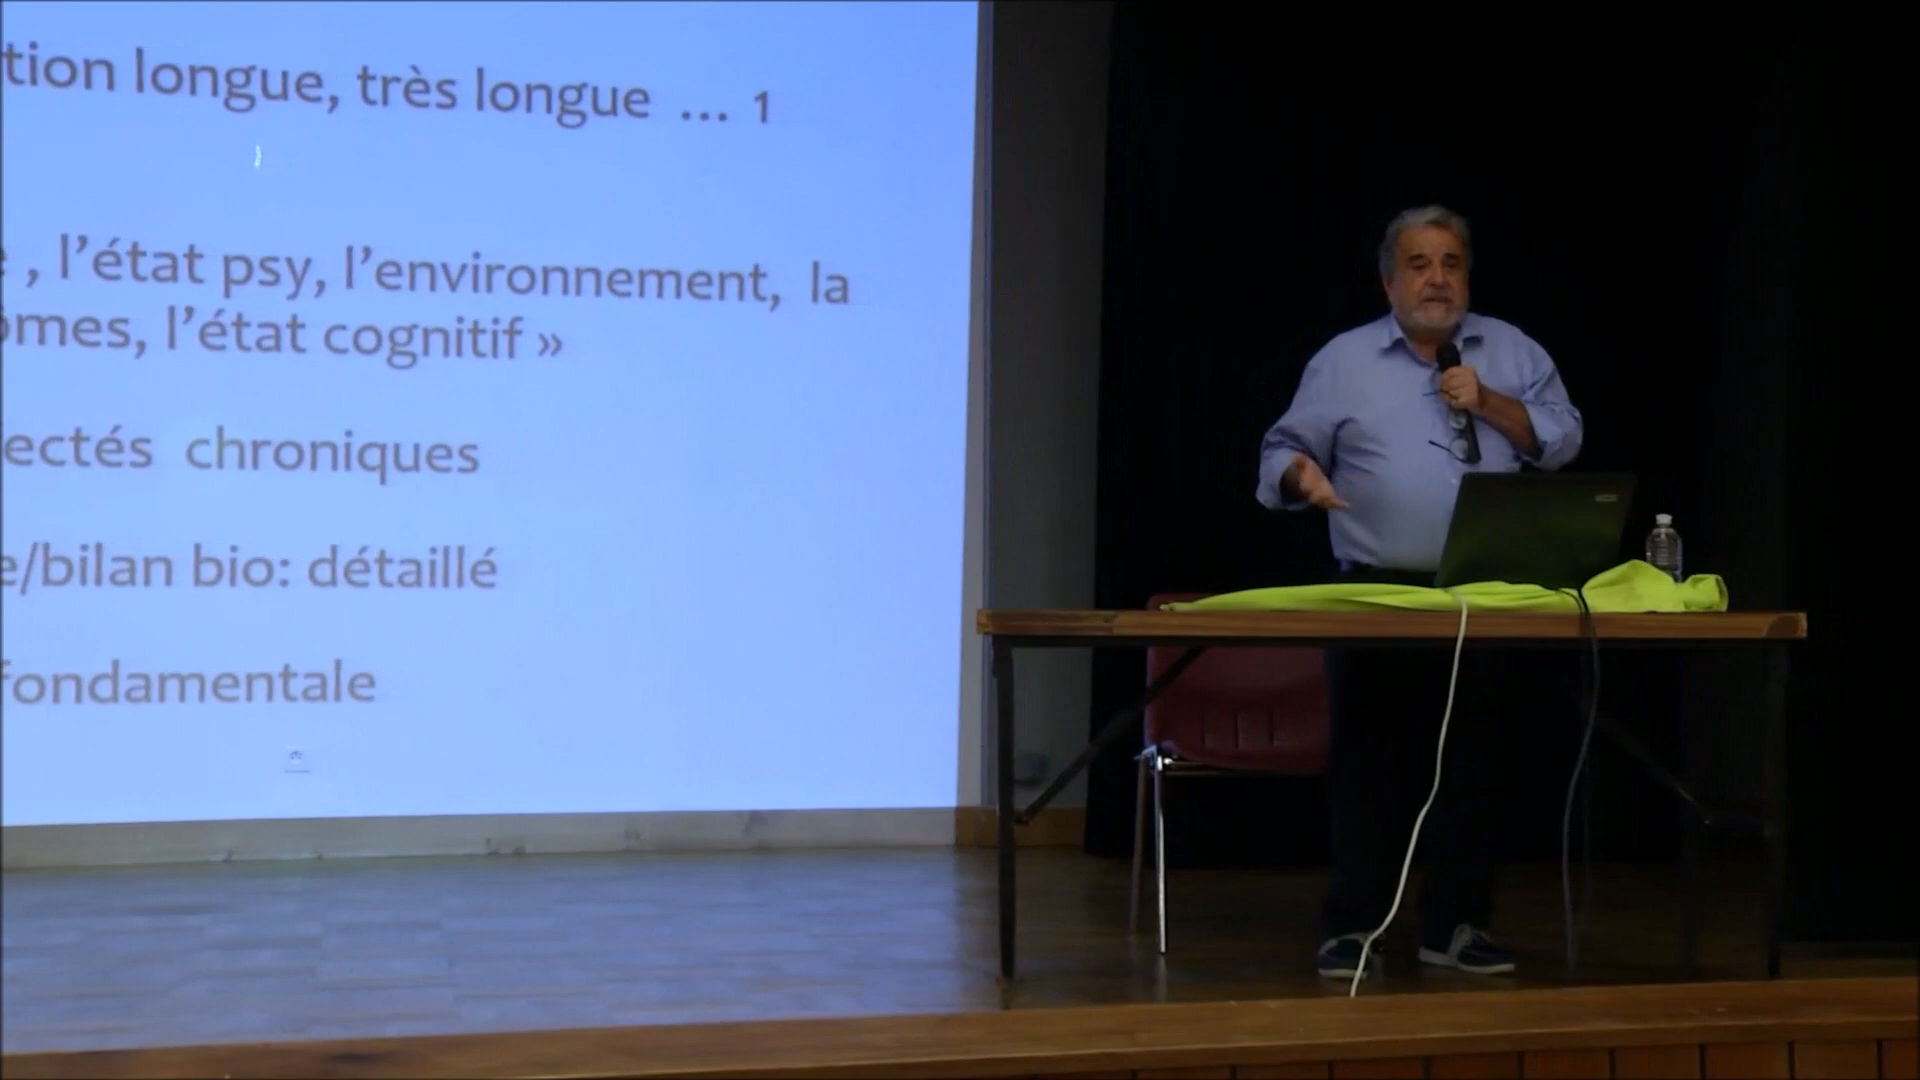 tion longue, très longue ... 1
, l'état psy, l'environnement, la
ômes, l'état cognitif »
ectés chroniques
e/bilan bio: détaillé
fondamentale